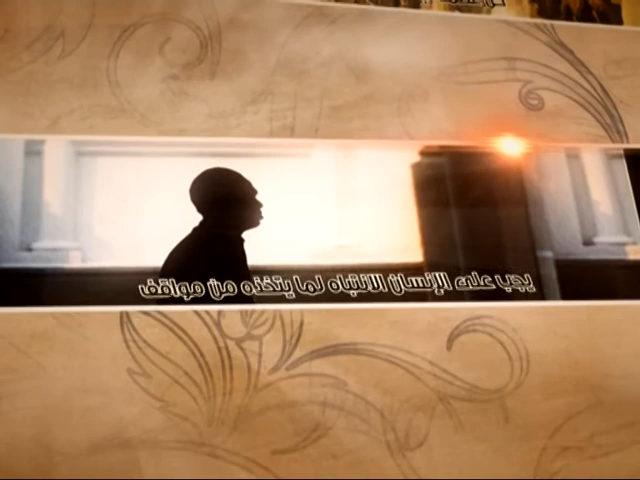 يجب على الإنسان الانتباه لما يتخذه من مواقف